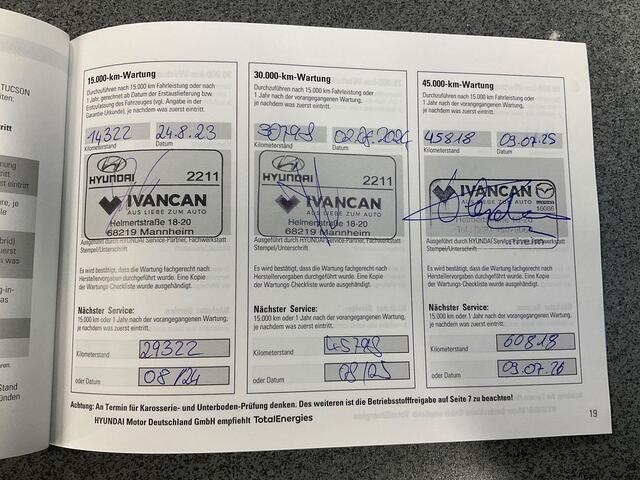 TUCSON
15.000-km-Wartung
Durchzuführen nach 15.000 km Fahrleistung oder nach
1 Jahr, gerechnet ab Datum der Erstauslieferung bzw.
Erstzulassung des Fahrzeuges (vgl. Angabe in der
Garantie-Urkunde), je nachdem was zuerst eintritt.
14322 24.8.23
Kilometerstand Datum
HYUNDAI 2211
IVANCAN
AUS LIEBE ZUM AUTO
Helmertstraße 18-20
68219 Mannheim
Ausgeführt durch HYUNDAI Service-Partner, Fachwerkstatt
Stempel/Unterschrift
Es wird bestätigt, dass die Wartung fachgerecht nach
Herstellervorgaben durchgeführt wurde. Eine Kopie
der Wartungs-Checkliste wurde ausgehändigt.
Nächster Service:
15.000 km oder 1 Jahr nach der vorangegangenen Wartung,
je nachdem was zuerst eintritt.
Kilometerstand 29322
oder Datum 08/24
30.000-km-Wartung
Durchzuführen nach 15.000 km Fahrleistung oder
nach 1 Jahr nach der vorangegangenen Wartung,
je nachdem was zuerst eintritt.
30798 02.08.2024
Kilometerstand Datum
HYUNDAI 2211
IVANCAN
AUS LIEBE ZUM AUTO
Helmertstraße 18-20
68219 Mannheim
Ausgeführt durch HYUNDAI Service-Partner, Fachwerkstatt
Stempel/Unterschrift
Es wird bestätigt, dass die Wartung fachgerecht nach
Herstellervorgaben durchgeführt wurde. Eine Kopie
der Wartungs-Checkliste wurde ausgehändigt.
Nächster Service:
15.000 km oder 1 Jahr nach der vorangegangenen Wartung,
je nachdem was zuerst eintritt.
Kilometerstand 45798
oder Datum 08/25
45.000-km-Wartung
Durchzuführen nach 15.000 km Fahrleistung oder
nach 1 Jahr nach der vorangegangenen Wartung,
je nachdem was zuerst eintritt.
45818 09.07.25
Kilometerstand Datum
IVANCAN mazda
AUS LIEBE ZUM AUTO 16086
Ausgeführt durch HYUNDAI Service-Partner, Fachwerkstatt
Stempel/Unterschrift
Es wird bestätigt, dass die Wartung fachgerecht nach
Herstellervorgaben durchgeführt wurde. Eine Kopie
der Wartungs-Checkliste wurde ausgehändigt.
Nächster Service:
15.000 km oder 1 Jahr nach der vorangegangenen Wartung,
je nachdem was zuerst eintritt.
Kilometerstand 60818
oder Datum 09.07.26
Achtung: An Termin für Karosserie- und Unterboden-Prüfung denken. Des weiteren ist die Betriebsstofffreigabe auf Seite 7 zu beachten!
HYUNDAI Motor Deutschland GmbH empfiehlt TotalEnergies
19